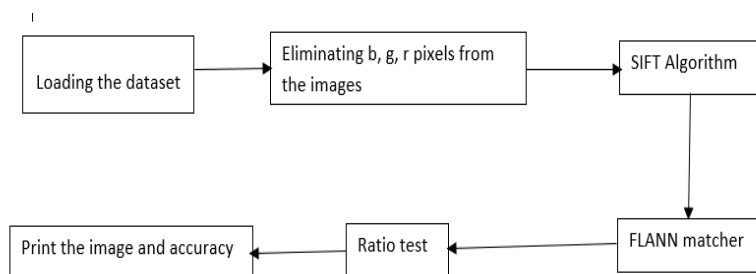 Loading the dataset
Eliminating b, g, r pixels from
the images
SIFT Algorithm
FLANN matcher
Ratio test
Print the image and accuracy